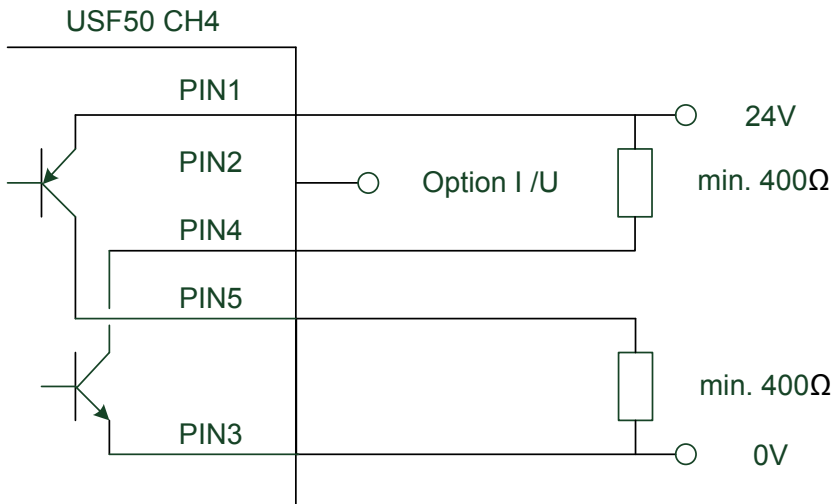 USF50 CH4
PIN1
24V
PIN2
Option I /U
min. 400Ω
PIN4
PIN5
min. 400Ω
PIN3
0V